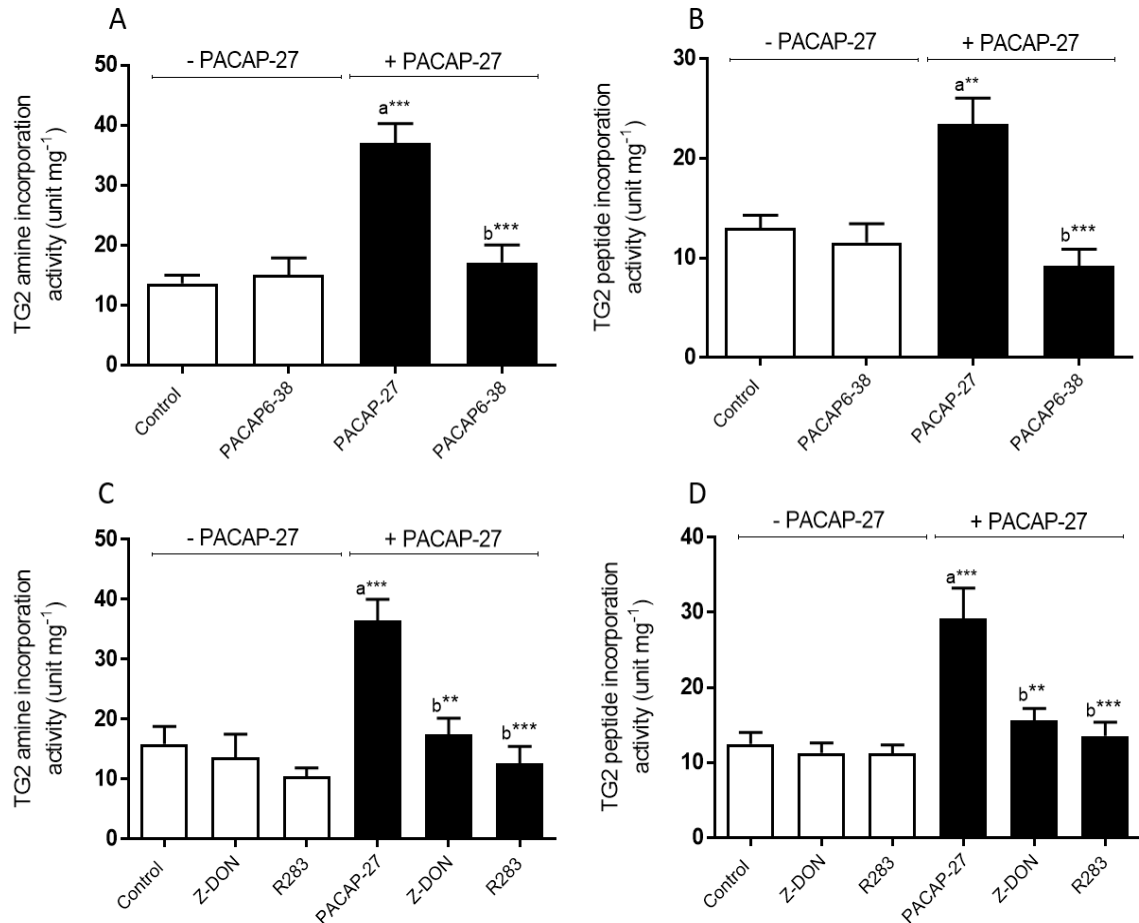 A
- PACAP-27
+ PACAP-27
TG2 amine incorporation
activity (unit mg⁻¹)
50
40
30
20
10
0
a***
b***
Control
PACAP6-38
PACAP-27
PACAP6-38
B
- PACAP-27
+ PACAP-27
TG2 peptide incorporation
activity (unit mg⁻¹)
30
20
10
0
a**
b***
Control
PACAP6-38
PACAP-27
PACAP6-38
C
- PACAP-27
+ PACAP-27
TG2 amine incorporation
activity (unit mg⁻¹)
50
40
30
20
10
0
a***
b**
b***
Control
Z-DON
R283
PACAP-27
Z-DON
R283
D
- PACAP-27
+ PACAP-27
TG2 peptide incorporation
activity (unit mg⁻¹)
40
30
20
10
0
a***
b**
b***
Control
Z-DON
R283
PACAP-27
Z-DON
R283